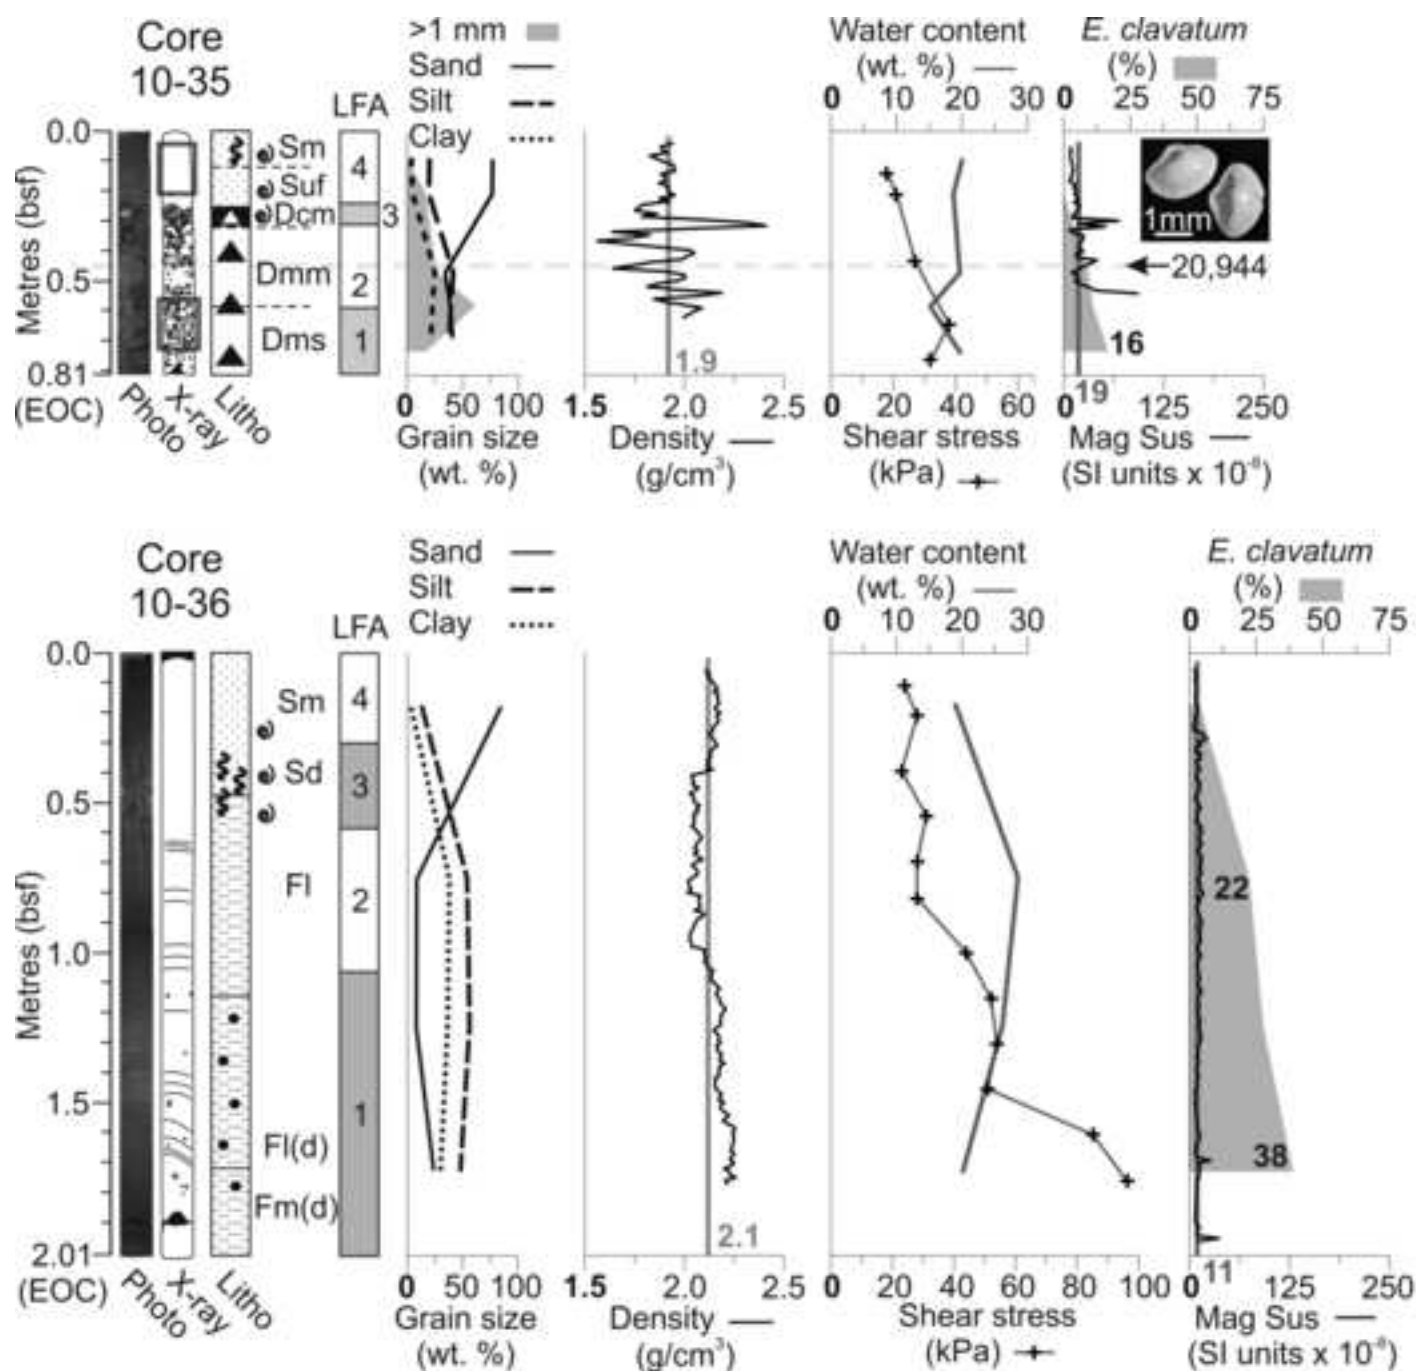 Core
10-35
LFA
>1 mm
Sand
Silt
Clay
Water content
(wt. %)
0 10 20 30
E. clavatum
(%)
0 25 50 75
Metres (bsf)
0.0
0.5
0.81
(EOC)
Photo
X-ray
Litho
Sm
Suf
Dcm
Dmm
Dms
4
3
2
1
0 50 100
Grain size
(wt. %)
1.9
1.5 2.0 2.5
Density
(g/cm³)
0 20 40 60
Shear stress
(kPa)
1mm
20,944
16
19
0 125 250
Mag Sus
(SI units x 10⁻⁸)
Core
10-36
LFA
Sand
Silt
Clay
Water content
(wt. %)
0 10 20 30
E. clavatum
(%)
0 25 50 75
Metres (bsf)
0.0
0.5
1.0
1.5
2.01
(EOC)
Photo
X-ray
Litho
Sm
Sd
Fl
Fl(d)
Fm(d)
4
3
2
1
0 50 100
Grain size
(wt. %)
2.1
1.5 2.0 2.5
Density
(g/cm³)
0 20 40 60 80 100
Shear stress
(kPa)
22
38
11
0 125 250
Mag Sus
(SI units x 10⁻⁸)